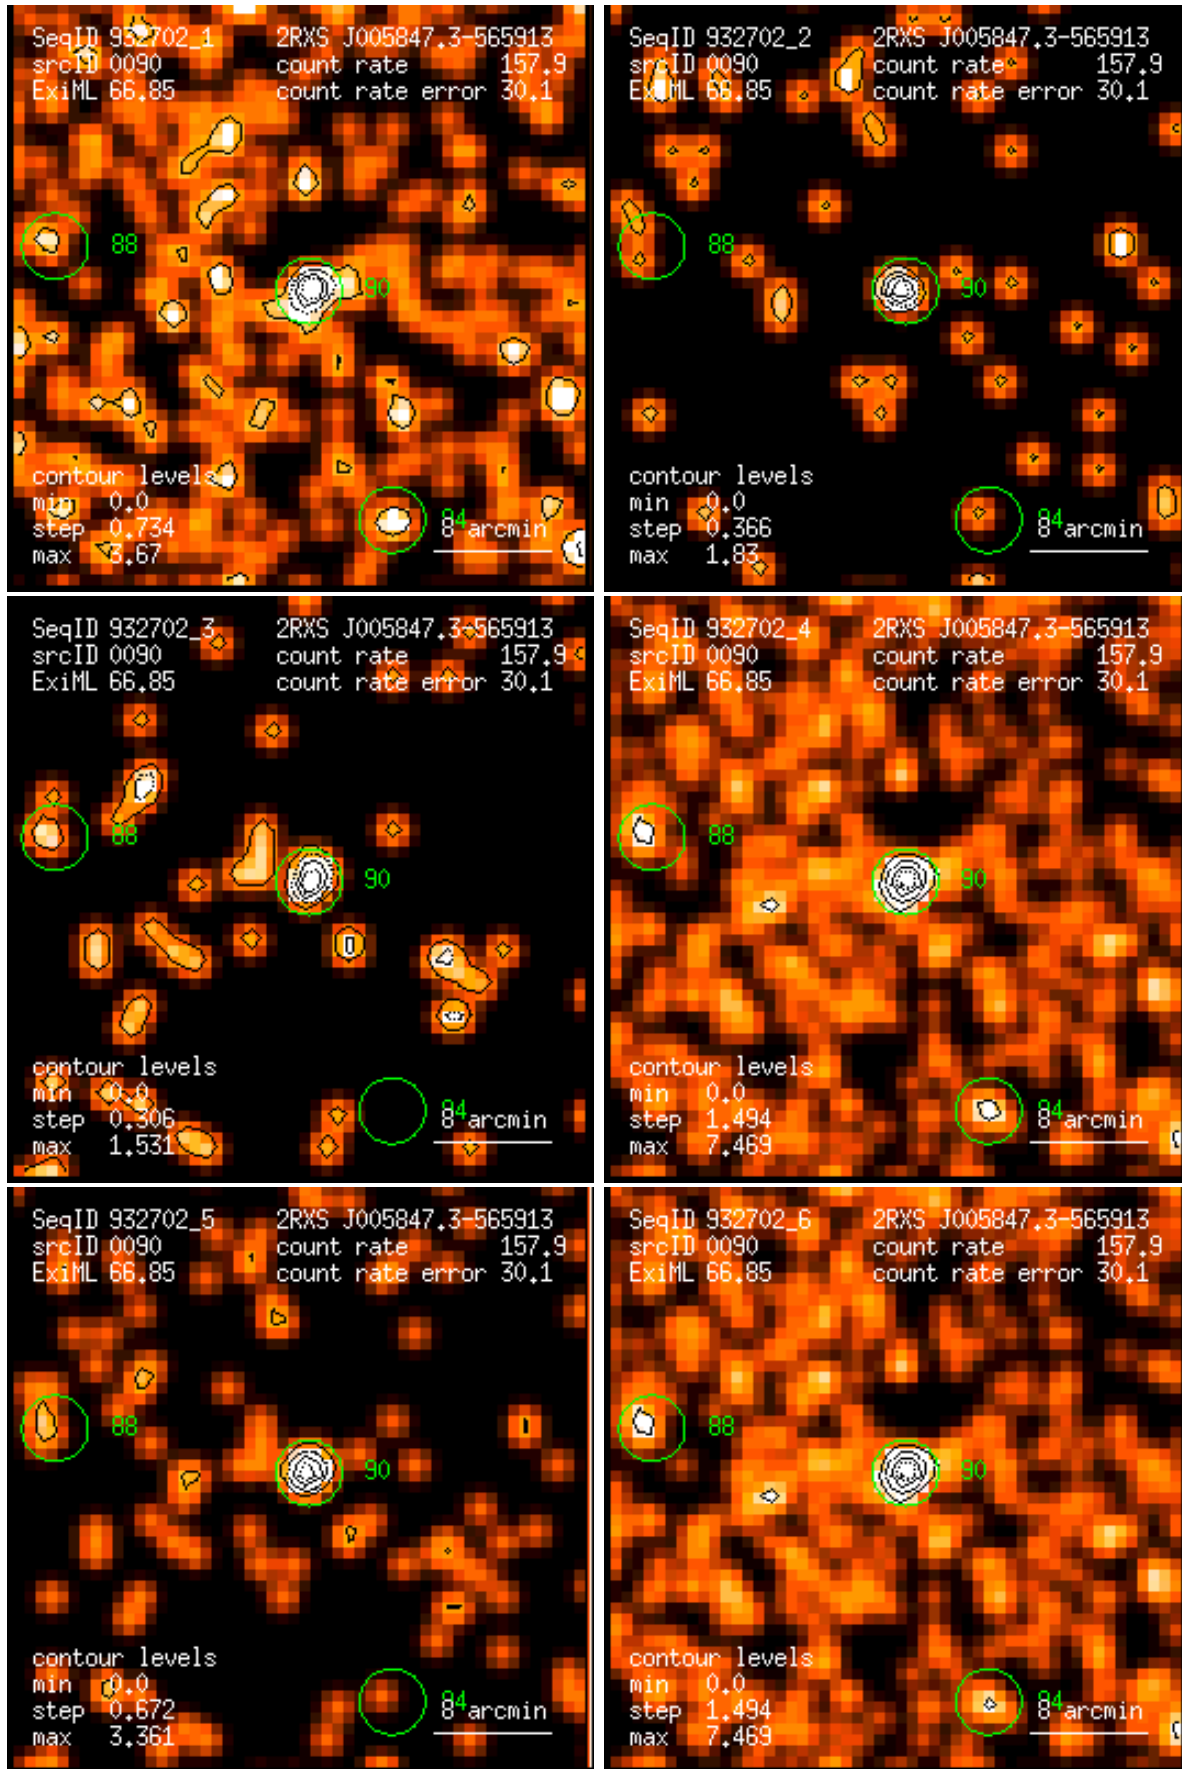 SeqID 932702_1 2RXS J005847.3-565913
srcID 0090 count rate 157.9
ExiML 66.85 count rate error 30.1
88
90
contour levels
min 0.0
step 0.734
max 3.67
84
8 arcmin
SeqID 932702_2 2RXS J005847.3-565913
srcID 0090 count rate 157.9
ExiML 66.85 count rate error 30.1
88
90
contour levels
min 0.0
step 0.366
max 1.83
84
8 arcmin
SeqID 932702_3 2RXS J005847.3-565913
srcID 0090 count rate 157.9
ExiML 66.85 count rate error 30.1
88
90
contour levels
min 0.0
step 0.306
max 1.531
84
8 arcmin
SeqID 932702_4 2RXS J005847.3-565913
srcID 0090 count rate 157.9
ExiML 66.85 count rate error 30.1
88
90
contour levels
min 0.0
step 1.494
max 7.469
84
8 arcmin
SeqID 932702_5 2RXS J005847.3-565913
srcID 0090 count rate 157.9
ExiML 66.85 count rate error 30.1
88
90
contour levels
min 0.0
step 0.672
max 3.361
84
8 arcmin
SeqID 932702_6 2RXS J005847.3-565913
srcID 0090 count rate 157.9
ExiML 66.85 count rate error 30.1
88
90
contour levels
min 0.0
step 1.494
max 7.469
84
8 arcmin